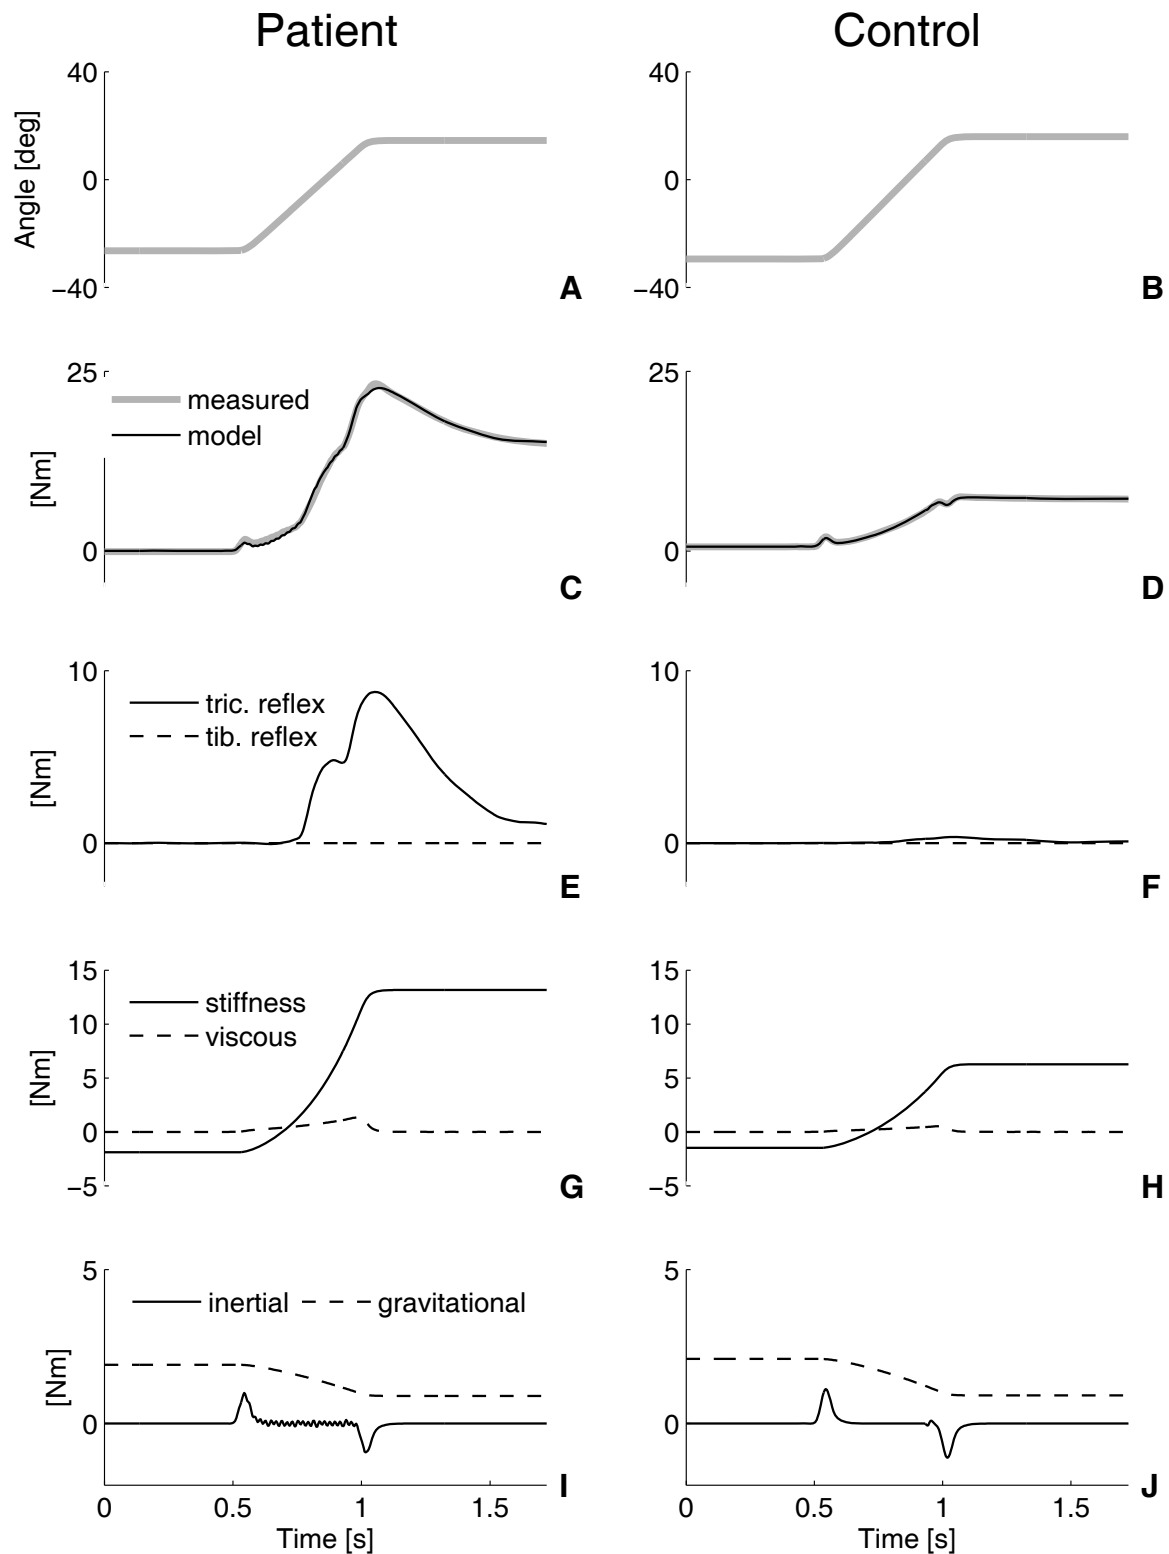 Patient Control
40 40
Angle [deg]
0 0
−40 A −40 B
25 25
measured
model
[Nm]
0 0
C D
10 10
tric. reflex
tib. reflex
[Nm]
0 0
E F
15 15
stiffness
10 10
viscous
[Nm]
5 5
0 0
−5 G −5 H
5 5
inertial gravitational
[Nm]
0 0
I J
0 0.5 1 1.5 0 0.5 1 1.5
Time [s] Time [s]